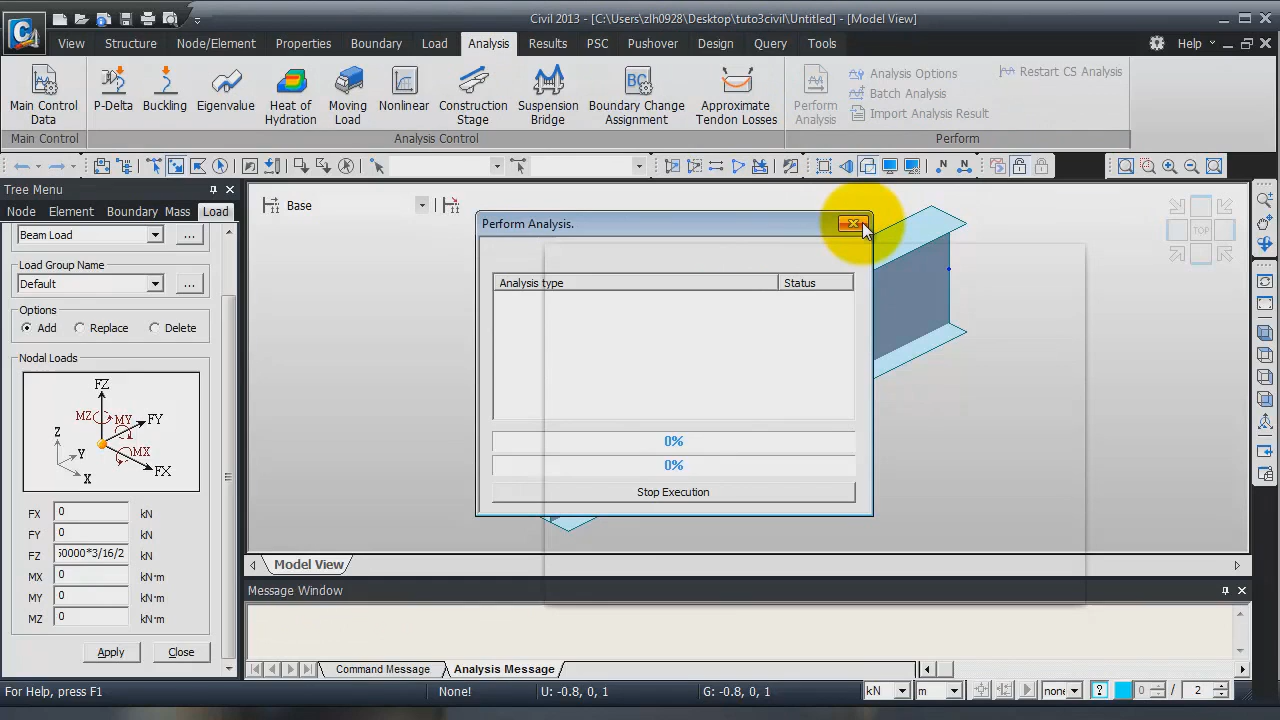 Civil 2013 - [C:\Users\zlh0928\Desktop\tuto3civil\Untitled] - [Model View]
View Structure Node/Element Properties Boundary Load Analysis Results PSC Pushover Design Query Tools Help
Main Control Data
P-Delta
Buckling
Eigenvalue
Heat of Hydration
Moving Load
Nonlinear
Construction Stage
Suspension Bridge
Boundary Change Assignment
Approximate Tendon Losses
Perform Analysis
Analysis Options
Batch Analysis
Import Analysis Result
Restart CS Analysis
Main Control
Analysis Control
Perform
Tree Menu
Node Element Boundary Mass Load
Beam Load ...
Load Group Name
Default ...
Options
Add Replace Delete
Nodal Loads
FZ
MZ
MY
FY
Z
Y
MX
X
FX
FX 0 kN
FY 0 kN
FZ 50000*3/16/2 kN
MX 0 kN·m
MY 0 kN·m
MZ 0 kN·m
Apply Close
Base
TOP
Perform Analysis.
Analysis type Status
0%
0%
Stop Execution
Model View
Message Window
Command Message Analysis Message
For Help, press F1
None!
U: -0.8, 0, 1
G: -0.8, 0, 1
kN
m
none
?
0 / 2